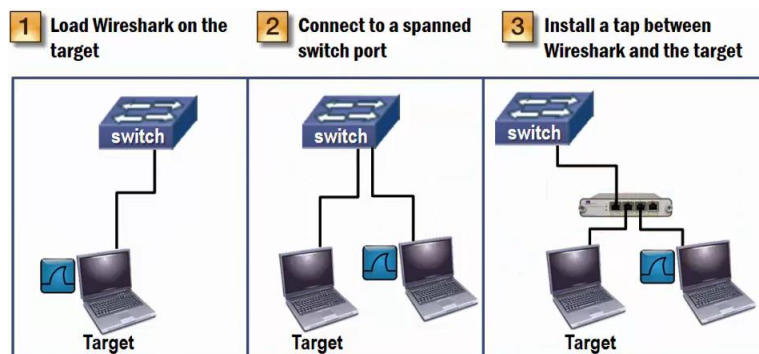 1 Load Wireshark on the
target
2 Connect to a spanned
switch port
3 Install a tap between
Wireshark and the target
switch
switch
switch
Target
Target
Target